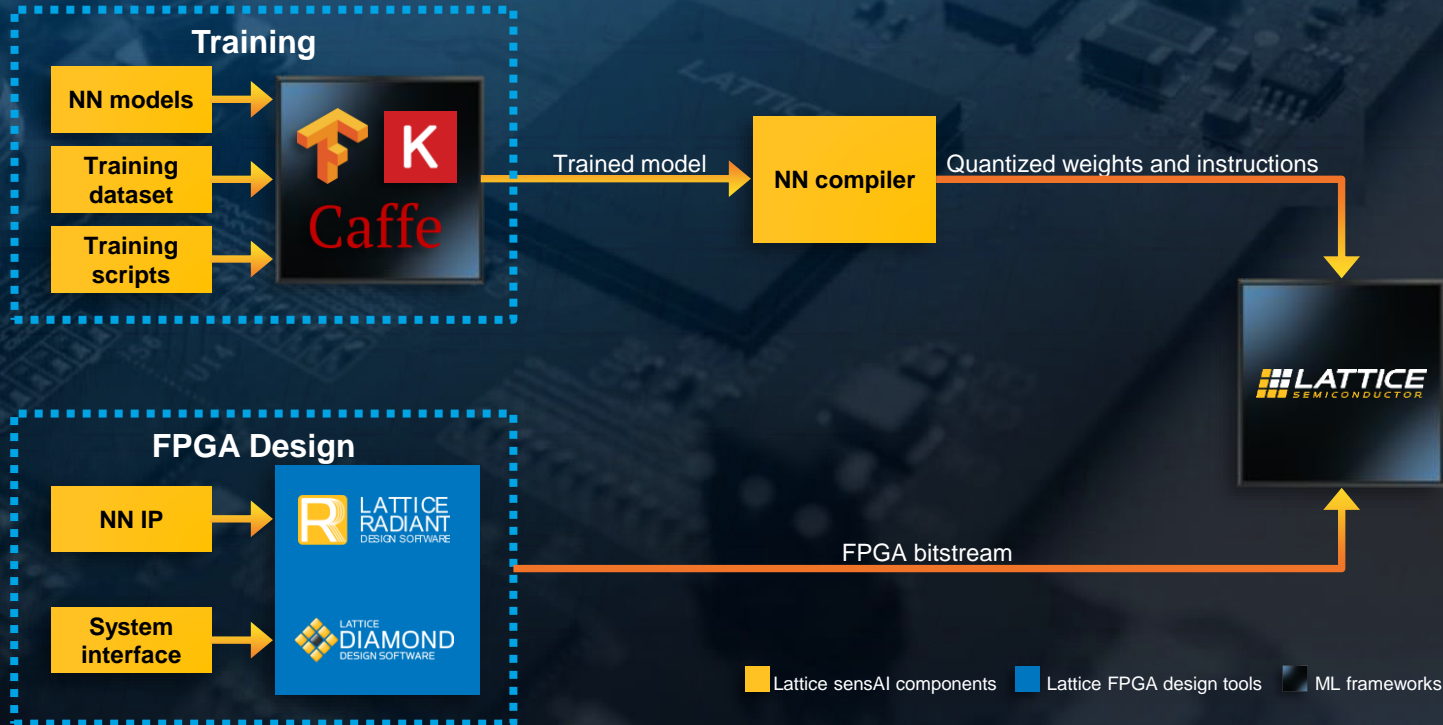 Training
NN models
Training
dataset
Training
scripts
K
Caffe
Trained model
NN compiler
Quantized weights and instructions
LATTICE
LATTICE
SEMICONDUCTOR
FPGA Design
NN IP
System
interface
R
LATTICE
RADIANT
DESIGN SOFTWARE
LATTICE
DIAMOND
DESIGN SOFTWARE
FPGA bitstream
Lattice sensAI components
Lattice FPGA design tools
ML frameworks